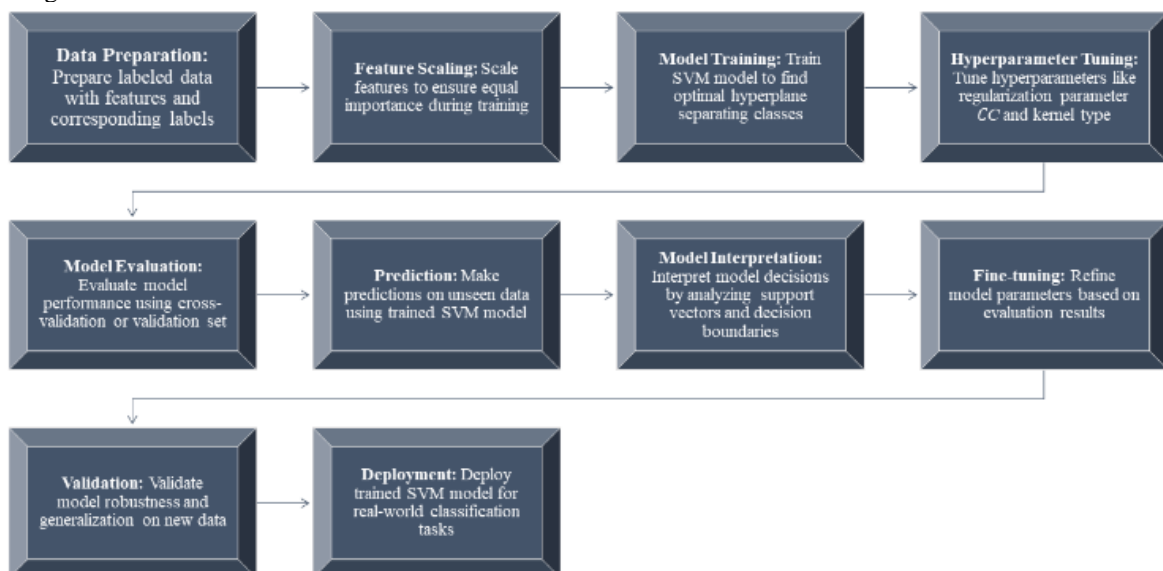 Data Preparation:
Prepare labeled data
with features and
corresponding labels
Feature Scaling: Scale
features to ensure equal
importance during training
Model Training: Train
SVM model to find
optimal hyperplane
separating classes
Hyperparameter Tuning:
Tune hyperparameters like
regularization parameter
CC and kernel type
Model Evaluation:
Evaluate model
performance using cross-
validation or validation set
Prediction: Make
predictions on unseen data
using trained SVM model
Model Interpretation:
Interpret model decisions
by analyzing support
vectors and decision
boundaries
Fine-tuning: Refine
model parameters based on
evaluation results
Validation: Validate
model robustness and
generalization on new data
Deployment: Deploy
trained SVM model for
real-world classification
tasks